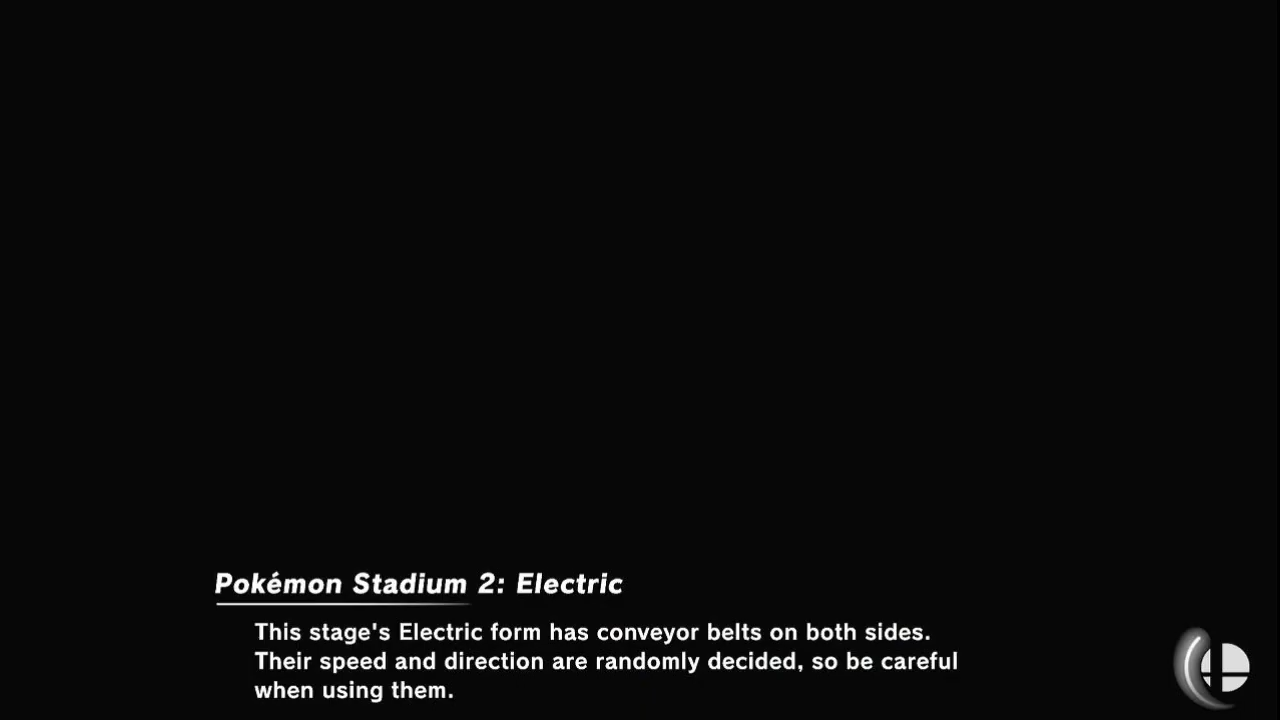 Pokémon Stadium 2: Electric
This stage's Electric form has conveyor belts on both sides.
Their speed and direction are randomly decided, so be careful
when using them.